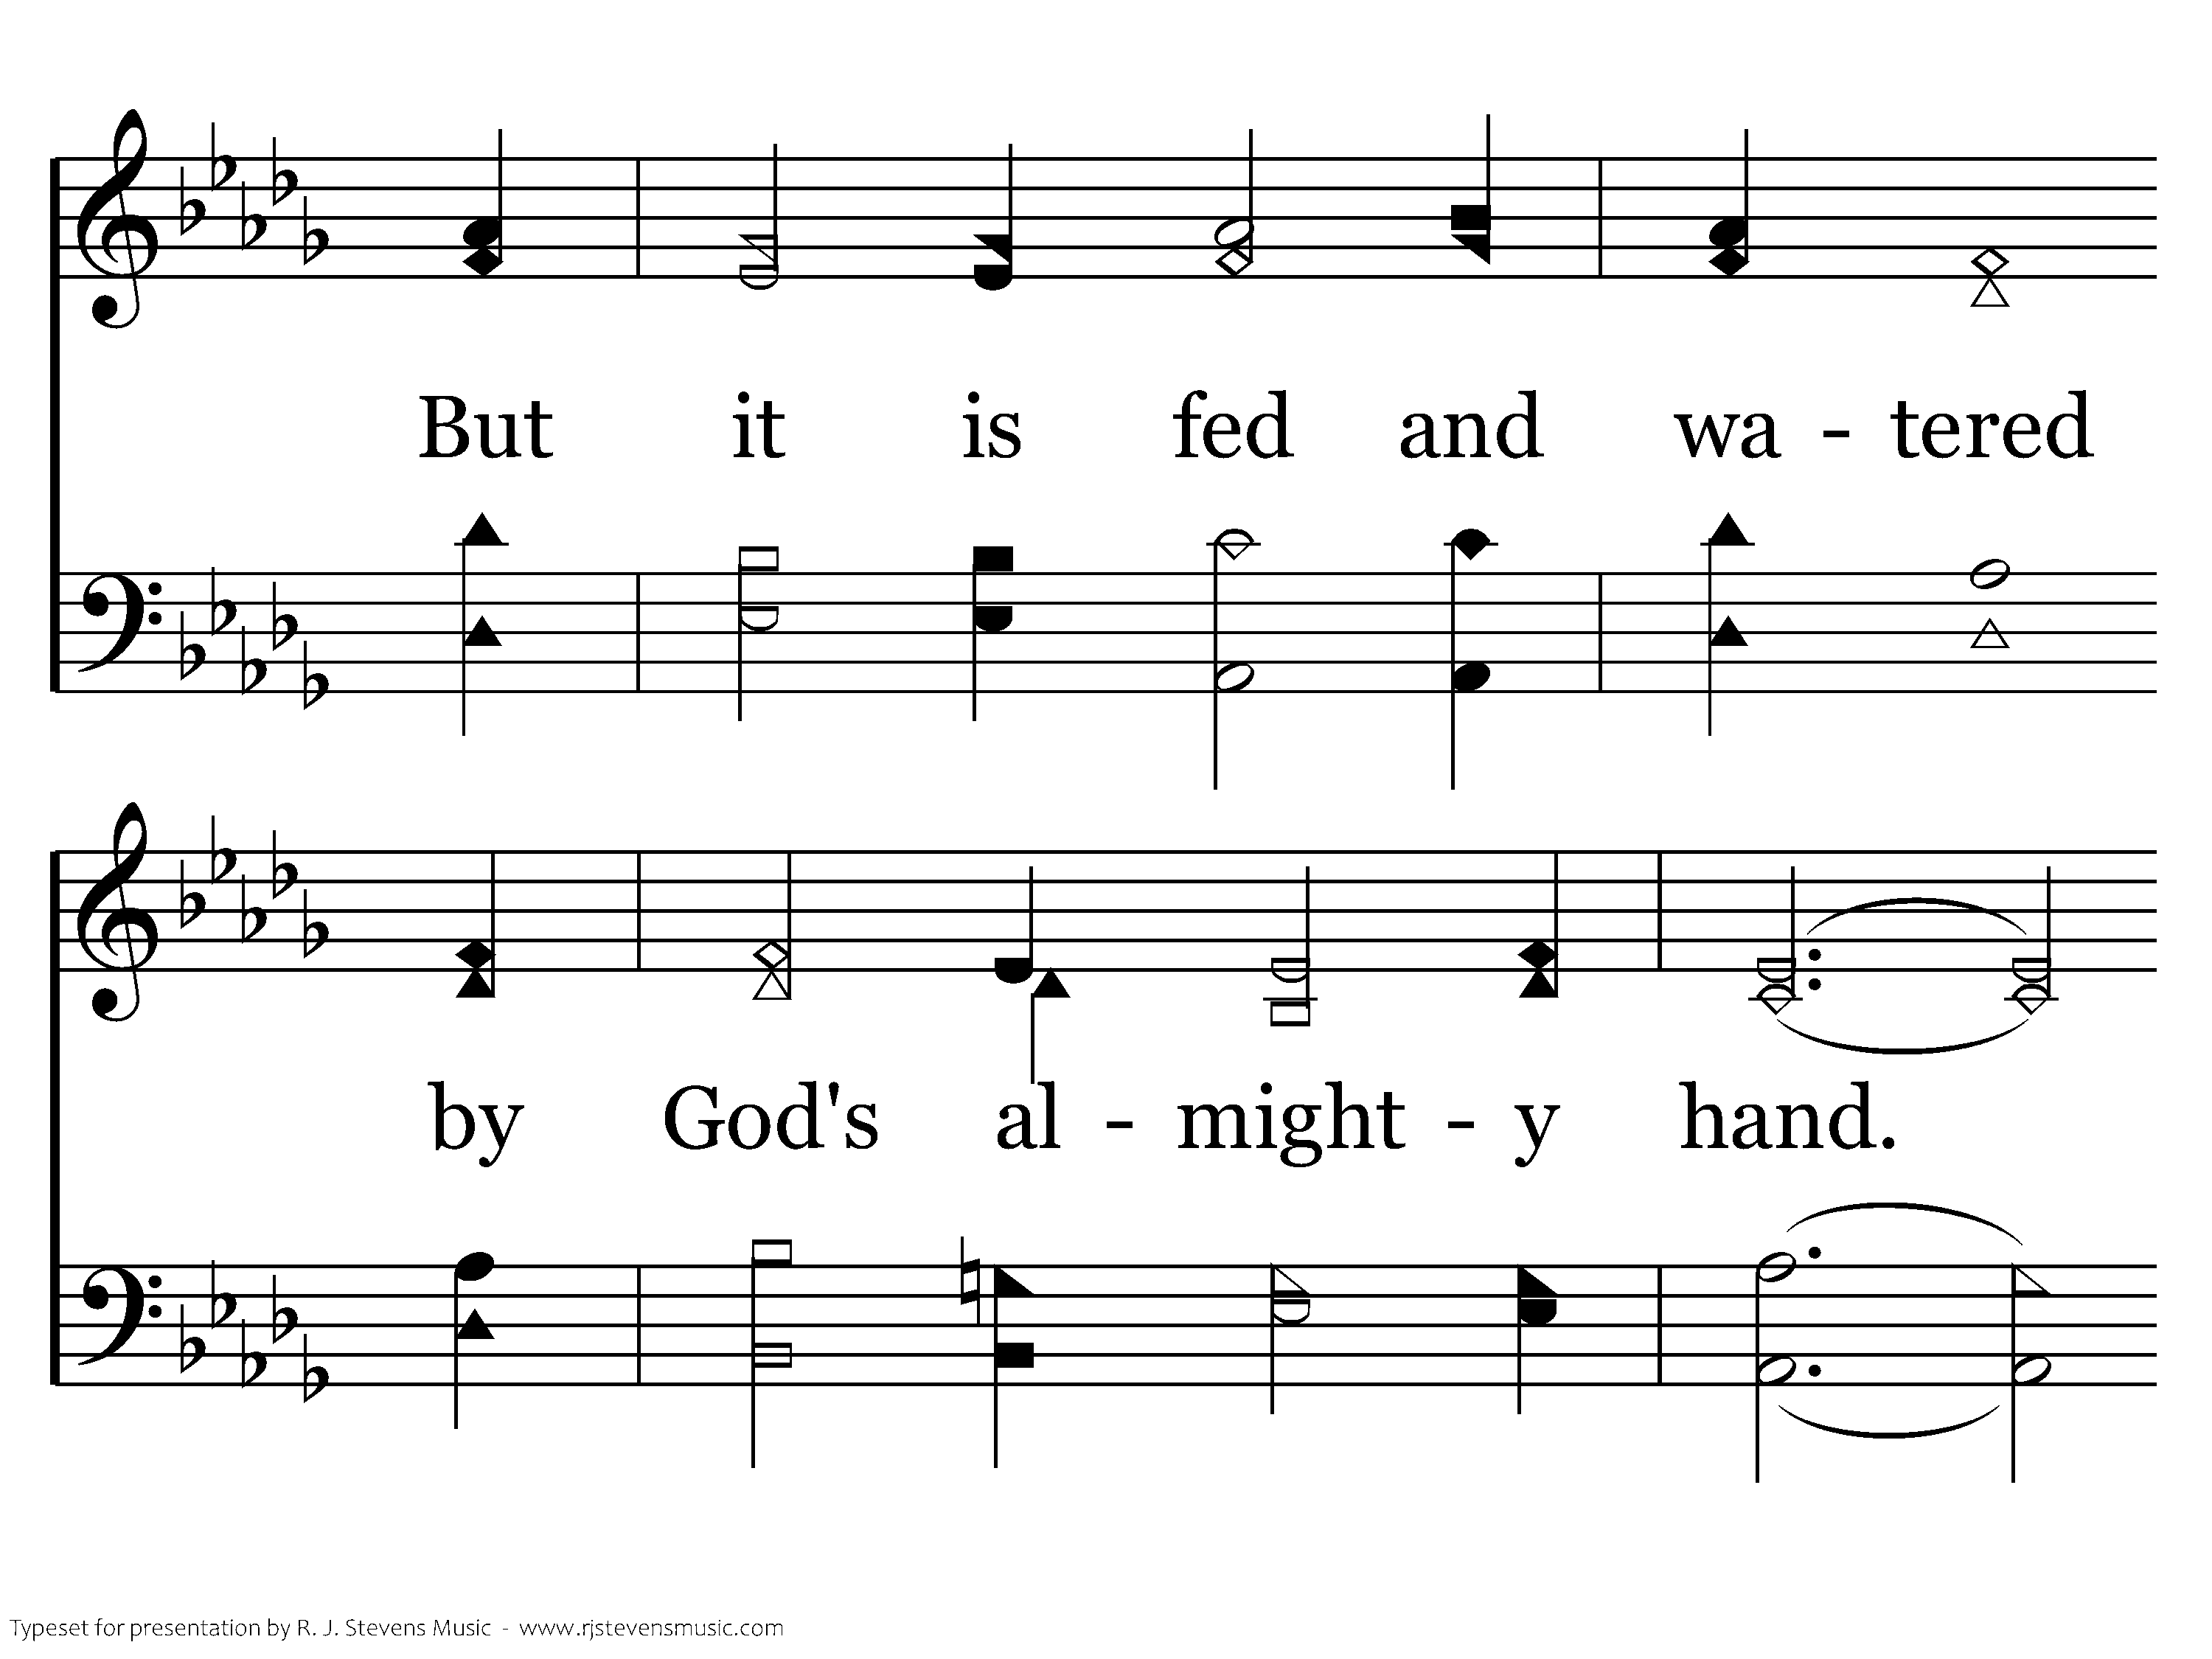 But it is fed and wa - tered
by God's al - might - y hand.
Typeset for presentation by R. J. Stevens Music - www.rjstevensmusic.com